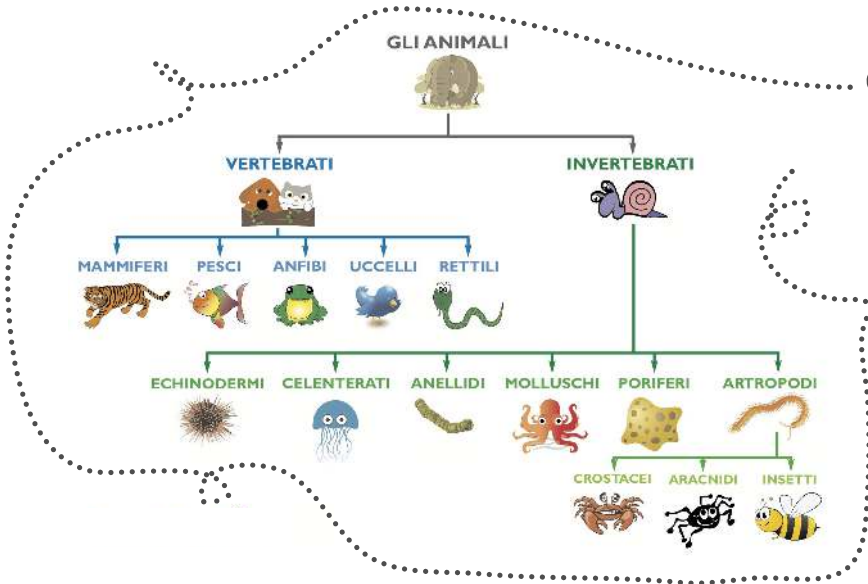 GLI ANIMALI
VERTEBRATI
INVERTEBRATI
MAMMIFERI
PESCI
ANFIBI
UCCELLI
RETTILI
ECHINODERMI
CELENTERATI
ANELLIDI
MOLLUSCHI
PORIFERI
ARTROPODI
CROSTACEI
ARACNIDI
INSETTI